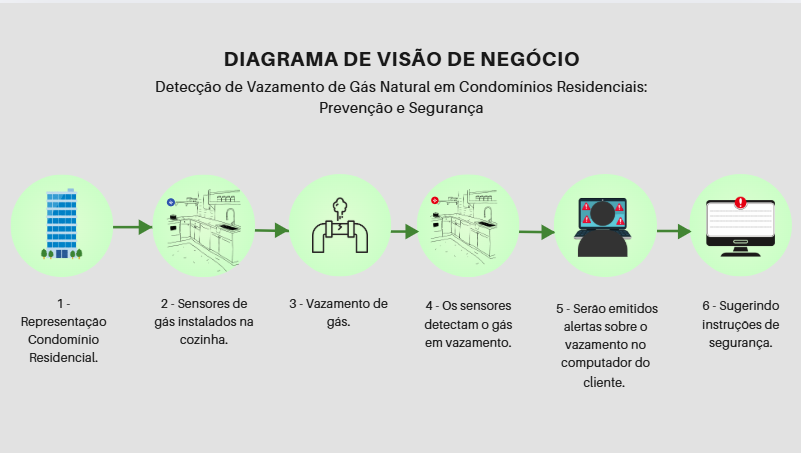 DIAGRAMA DE VISÃO DE NEGÓCIO
Detecção de Vazamento de Gás Natural em Condomínios Residenciais:
Prevenção e Segurança
1 -
Representação
Condomínio
Residencial.
2 - Sensores de
gás instalados na
cozinha.
3 - Vazamento de
gás.
4 - Os sensores
detectam o gás
em vazamento.
5 - Serão emitidos
alertas sobre o
vazamento no
computador do
cliente.
6 - Sugerindo
instruções de
segurança.